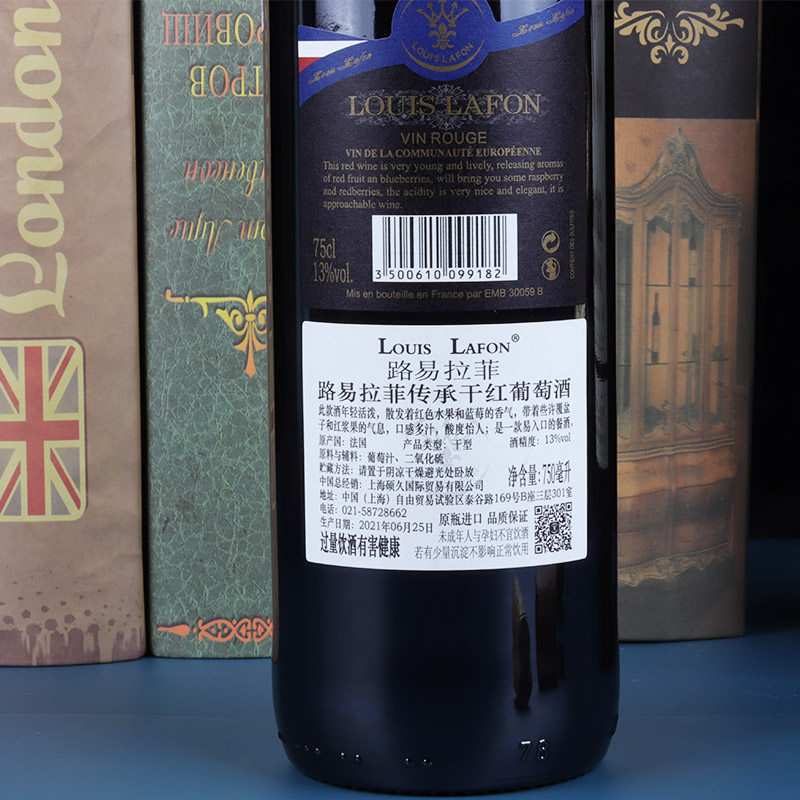 London
РОВИЩ
ТРОВ
LOUIS LAFON
Louis Lafon
Louis Lafon
LOUIS LAFON
VIN ROUGE
VIN DE LA COMMUNAUTÉ EUROPÉENNE
This red wine is very young and lively, releasing aromas
of red fruit an blueberries, will bring you some raspberry
and redberries, the acidity is very nice and elegant, it is
approachable wine.
75cl
13%vol.
3 500610 099182
CONTIENT DES SULFITES
Mis en bouteille en France par EMB 30059 B
LOUIS LAFON®
路易拉菲
路易拉菲传承干红葡萄酒
此款酒年轻活泼，散发着红色水果和蓝莓的香气，带着些许覆盆
子和红浆果的气息，口感多汁，酸度怡人；是一款易入口的餐酒。
原产国：法国 产品类型：干型 酒精度：13%vol
原料与辅料：葡萄汁、二氧化硫
贮藏方法：请置于阴凉干燥避光处卧放 净含量：750毫升
中国总经销：上海硕久国际贸易有限公司
地址：中国（上海）自由贸易试验区泰谷路169号B座三层301室
电话：021-58728662
生产日期：2021年06月25日 原瓶进口 品质保证
过量饮酒有害健康
未成年人与孕妇不宜饮酒
若有少量沉淀不影响正常饮用
78